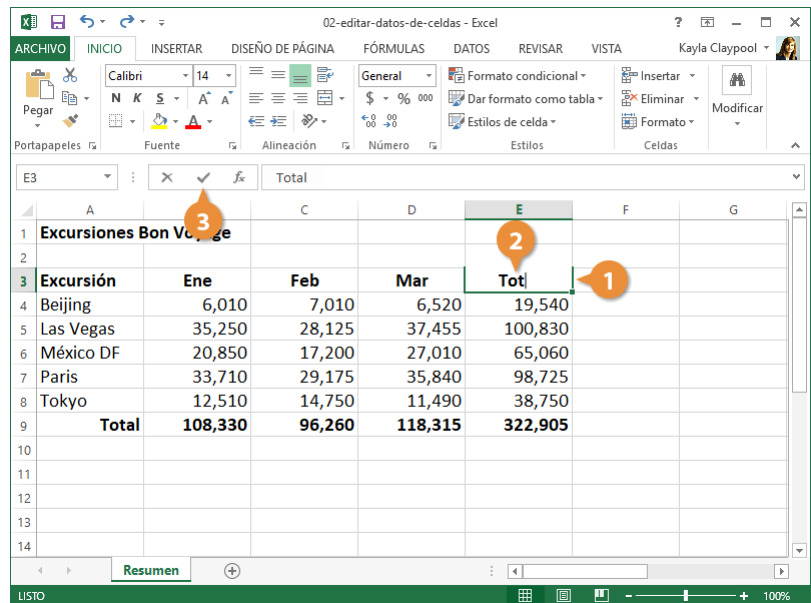 02-editar-datos-de-celdas - Excel ?
ARCHIVO INICIO INSERTAR DISEÑO DE PÁGINA FÓRMULAS DATOS REVISAR VISTA Kayla Claypool
Calibri 14 General Formato condicional Insertar
Pegar N K S A A $ % 000 Dar formato como tabla Eliminar Modificar
A Estilos de celda Formato
Portapapeles Fuente Alineación Número Estilos Celdas
E3 fx Total
3
A C D E F G
1 Excursiones Bon Voyage
2
2
3 Excursión Ene Feb Mar Tot 1
4 Beijing 6,010 7,010 6,520 19,540
5 Las Vegas 35,250 28,125 37,455 100,830
6 México DF 20,850 17,200 27,010 65,060
7 Paris 33,710 29,175 35,840 98,725
8 Tokyo 12,510 14,750 11,490 38,750
9 Total 108,330 96,260 118,315 322,905
10
11
12
13
14
Resumen
LISTO 100%